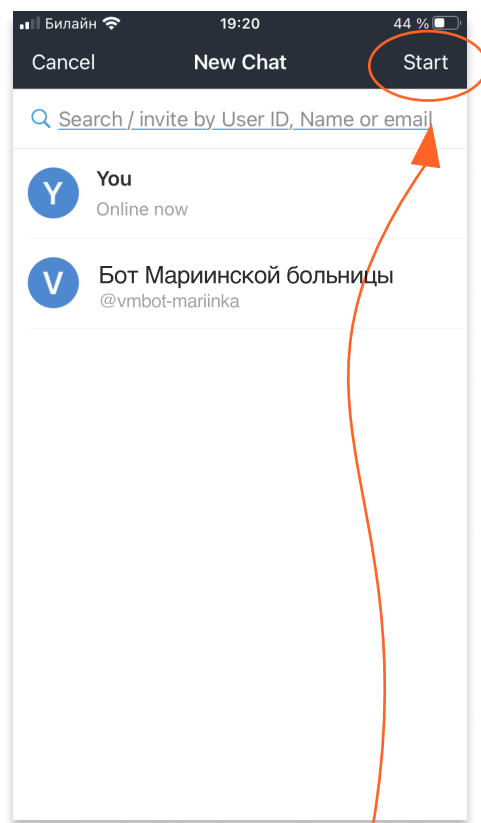 Билайн 19:20 44 %
Cancel New Chat Start
Search / invite by User ID, Name or email
Y You
Online now
V Бот Мариинской больницы
@vmbot-mariinka